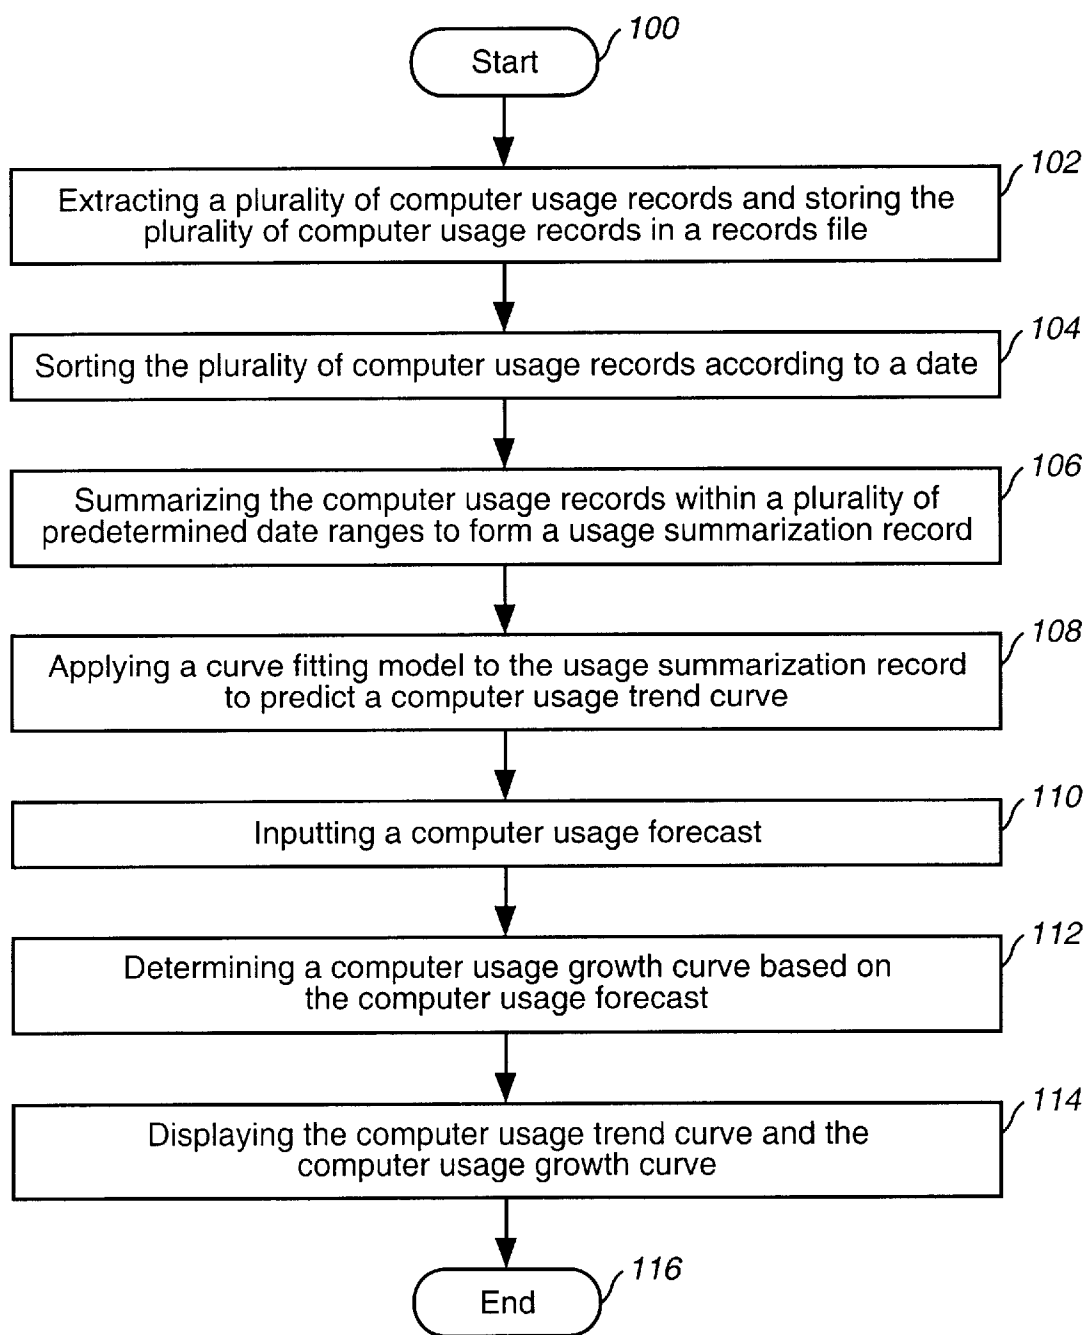 100
Start
102
Extracting a plurality of computer usage records and storing the
plurality of computer usage records in a records file
104
Sorting the plurality of computer usage records according to a date
106
Summarizing the computer usage records within a plurality of
predetermined date ranges to form a usage summarization record
108
Applying a curve fitting model to the usage summarization record
to predict a computer usage trend curve
110
Inputting a computer usage forecast
112
Determining a computer usage growth curve based on
the computer usage forecast
114
Displaying the computer usage trend curve and the
computer usage growth curve
116
End